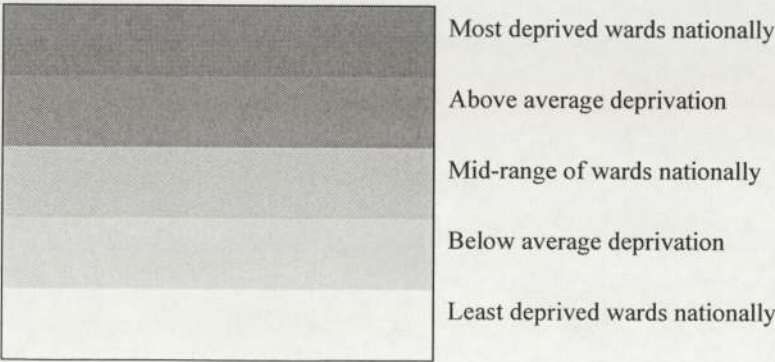 Most deprived wards nationally
Above average deprivation
Mid-range of wards nationally
Below average deprivation
Least deprived wards nationally